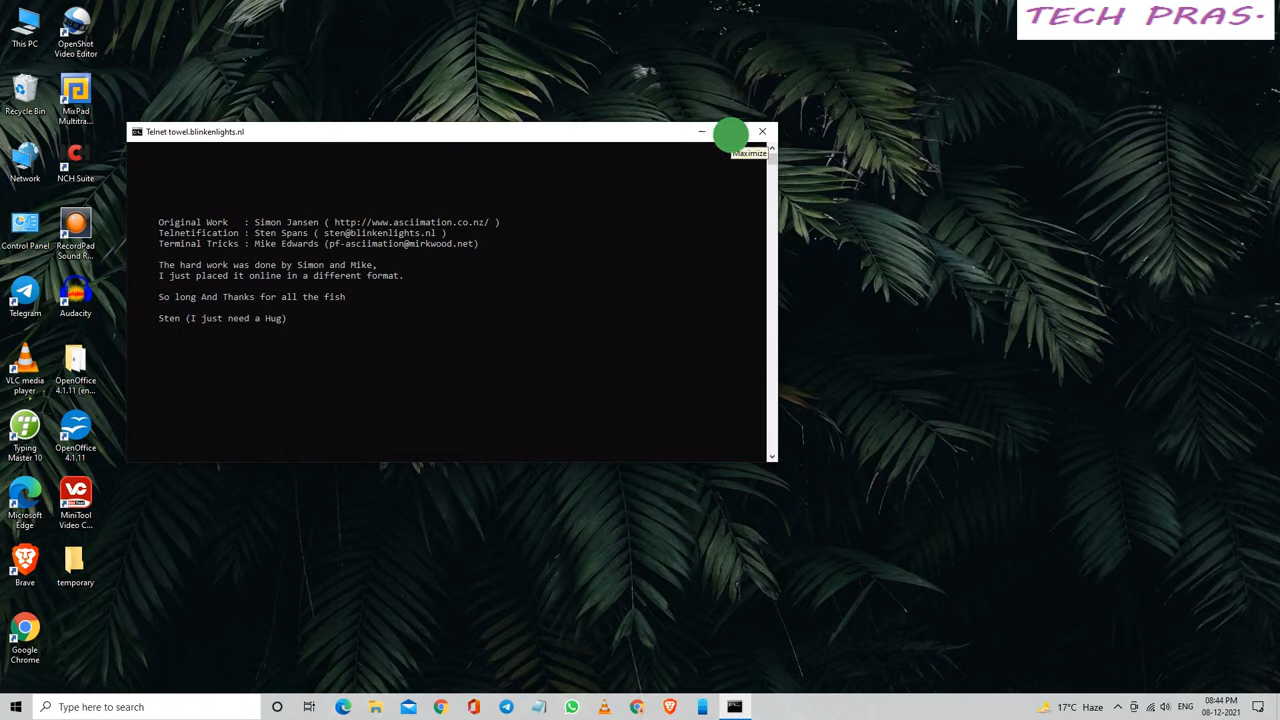 TECH PRAS.
This PC
OpenShot
Video Editor
Recycle Bin
MixPad
Multitra...
Network
NCH Suite
Control Panel
RecordPad
Sound R...
Telegram
Audacity
VLC media
player
OpenOffice
4.1.11 (en...
Typing
Master 10
OpenOffice
4.1.11
Microsoft
Edge
MiniTool
Video C...
Brave
temporary
Google
Chrome
Telnet towel.blinkenlights.nl
Maximize
Original Work : Simon Jansen ( http://www.asciimation.co.nz/ )
Telnetification : Sten Spans ( sten@blinkenlights.nl )
Terminal Tricks : Mike Edwards (pf-asciimation@mirkwood.net)
The hard work was done by Simon and Mike,
I just placed it online in a different format.
So long And Thanks for all the fish
Sten (I just need a Hug)
Type here to search
17°C Haze
ENG
08:44 PM
08-12-2021